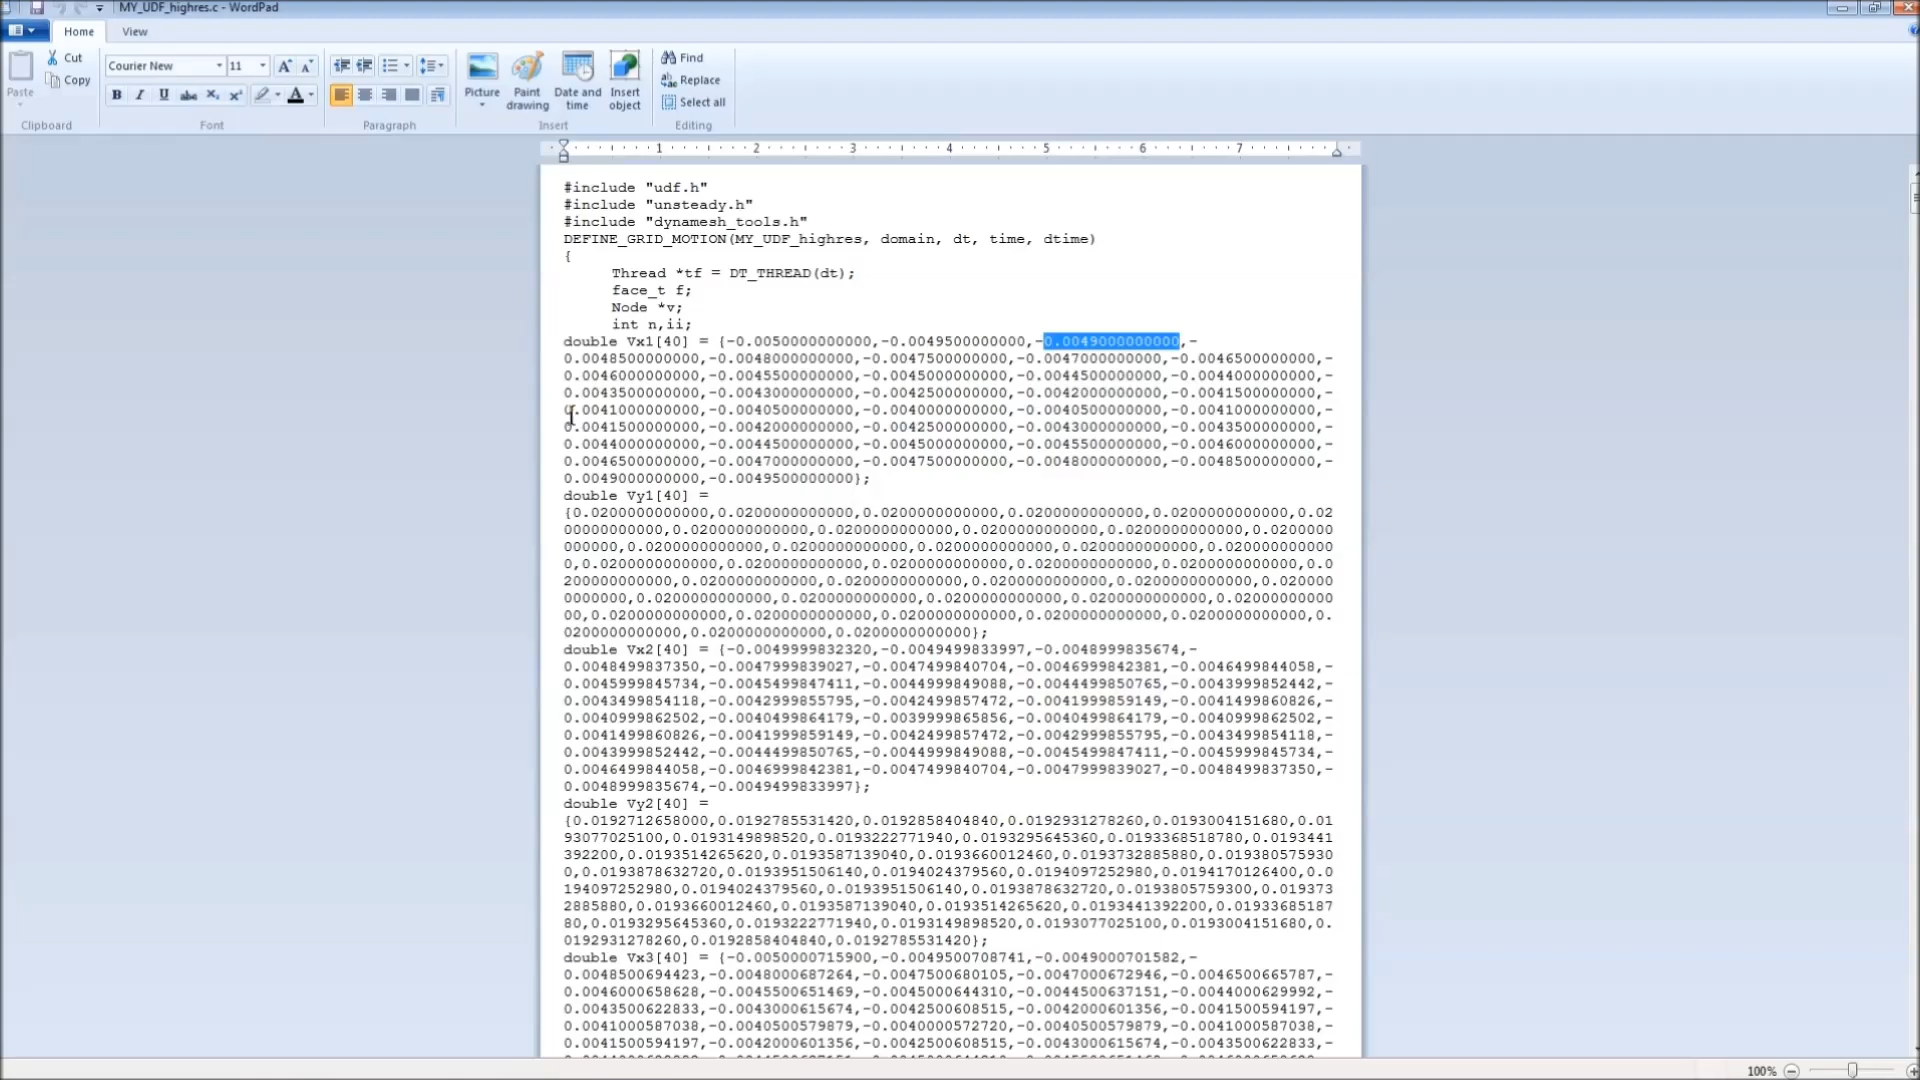 MY_UDF_highres.c - WordPad
Home
View
Cut
Copy
Paste
Courier New
11
Picture
Paint drawing
Date and time
Insert object
Find
Replace
Select all
Clipboard
Font
Paragraph
Insert
Editing
1 2 3 4 5 6 7
#include "udf.h"
#include "unsteady.h"
#include "dynamesh_tools.h"
DEFINE_GRID_MOTION(MY_UDF_highres, domain, dt, time, dtime)
{
Thread *tf = DT_THREAD(dt);
face_t f;
Node *v;
int n,ii;
double Vx1[40] = {-0.0050000000000,-0.0049500000000,-0.0049000000000,-
0.0048500000000,-0.0048000000000,-0.0047500000000,-0.0047000000000,-0.0046500000000,-
0.0046000000000,-0.0045500000000,-0.0045000000000,-0.0044500000000,-0.0044000000000,-
0.0043500000000,-0.0043000000000,-0.0042500000000,-0.0042000000000,-0.0041500000000,-
0.0041000000000,-0.0040500000000,-0.0040000000000,-0.0040500000000,-0.0041000000000,-
0.0041500000000,-0.0042000000000,-0.0042500000000,-0.0043000000000,-0.0043500000000,-
0.0044000000000,-0.0044500000000,-0.0045000000000,-0.0045500000000,-0.0046000000000,-
0.0046500000000,-0.0047000000000,-0.0047500000000,-0.0048000000000,-0.0048500000000,-
0.0049000000000,-0.0049500000000};
double Vy1[40] =
{0.0200000000000,0.0200000000000,0.0200000000000,0.0200000000000,0.0200000000000,0.02
00000000000,0.0200000000000,0.0200000000000,0.0200000000000,0.0200000000000,0.0200000
000000,0.0200000000000,0.0200000000000,0.0200000000000,0.0200000000000,0.020000000000
0,0.0200000000000,0.0200000000000,0.0200000000000,0.0200000000000,0.0200000000000,0.0
200000000000,0.0200000000000,0.0200000000000,0.0200000000000,0.0200000000000,0.020000
0000000,0.0200000000000,0.0200000000000,0.0200000000000,0.0200000000000,0.02000000000
00,0.0200000000000,0.0200000000000,0.0200000000000,0.0200000000000,0.0200000000000,0.
0200000000000,0.0200000000000,0.0200000000000};
double Vx2[40] = {-0.0049999832320,-0.0049499833997,-0.0048999835674,-
0.0048499837350,-0.0047999839027,-0.0047499840704,-0.0046999842381,-0.0046499844058,-
0.0045999845734,-0.0045499847411,-0.0044999849088,-0.0044499850765,-0.0043999852442,-
0.0043499854118,-0.0042999855795,-0.0042499857472,-0.0041999859149,-0.0041499860826,-
0.0040999862502,-0.0040499864179,-0.0039999865856,-0.0040499864179,-0.0040999862502,-
0.0041499860826,-0.0041999859149,-0.0042499857472,-0.0042999855795,-0.0043499854118,-
0.0043999852442,-0.0044499850765,-0.0044999849088,-0.0045499847411,-0.0045999845734,-
0.0046499844058,-0.0046999842381,-0.0047499840704,-0.0047999839027,-0.0048499837350,-
0.0048999835674,-0.0049499833997};
double Vy2[40] =
{0.0192712658000,0.0192785531420,0.0192858404840,0.0192931278260,0.0193004151680,0.01
93077025100,0.0193149898520,0.0193222771940,0.0193295645360,0.0193368518780,0.0193441
392200,0.0193514265620,0.0193587139040,0.0193660012460,0.0193732885880,0.019380575930
0,0.0193878632720,0.0193951506140,0.0194024379560,0.0194097252980,0.0194170126400,0.0
194097252980,0.0194024379560,0.0193951506140,0.0193878632720,0.0193805759300,0.019373
2885880,0.0193660012460,0.0193587139040,0.0193514265620,0.0193441392200,0.01933685187
80,0.0193295645360,0.0193222771940,0.0193149898520,0.0193077025100,0.0193004151680,0.
0192931278260,0.0192858404840,0.0192785531420};
double Vx3[40] = {-0.0050000715900,-0.0049500708741,-0.0049000701582,-
0.0048500694423,-0.0048000687264,-0.0047500680105,-0.0047000672946,-0.0046500665787,-
0.0046000658628,-0.0045500651469,-0.0045000644310,-0.0044500637151,-0.0044000629992,-
0.0043500622833,-0.0043000615674,-0.0042500608515,-0.0042000601356,-0.0041500594197,-
0.0041000587038,-0.0040500579879,-0.0040000572720,-0.0040500579879,-0.0041000587038,-
0.0041500594197,-0.0042000601356,-0.0042500608515,-0.0043000615674,-0.0043500622833,-
100%